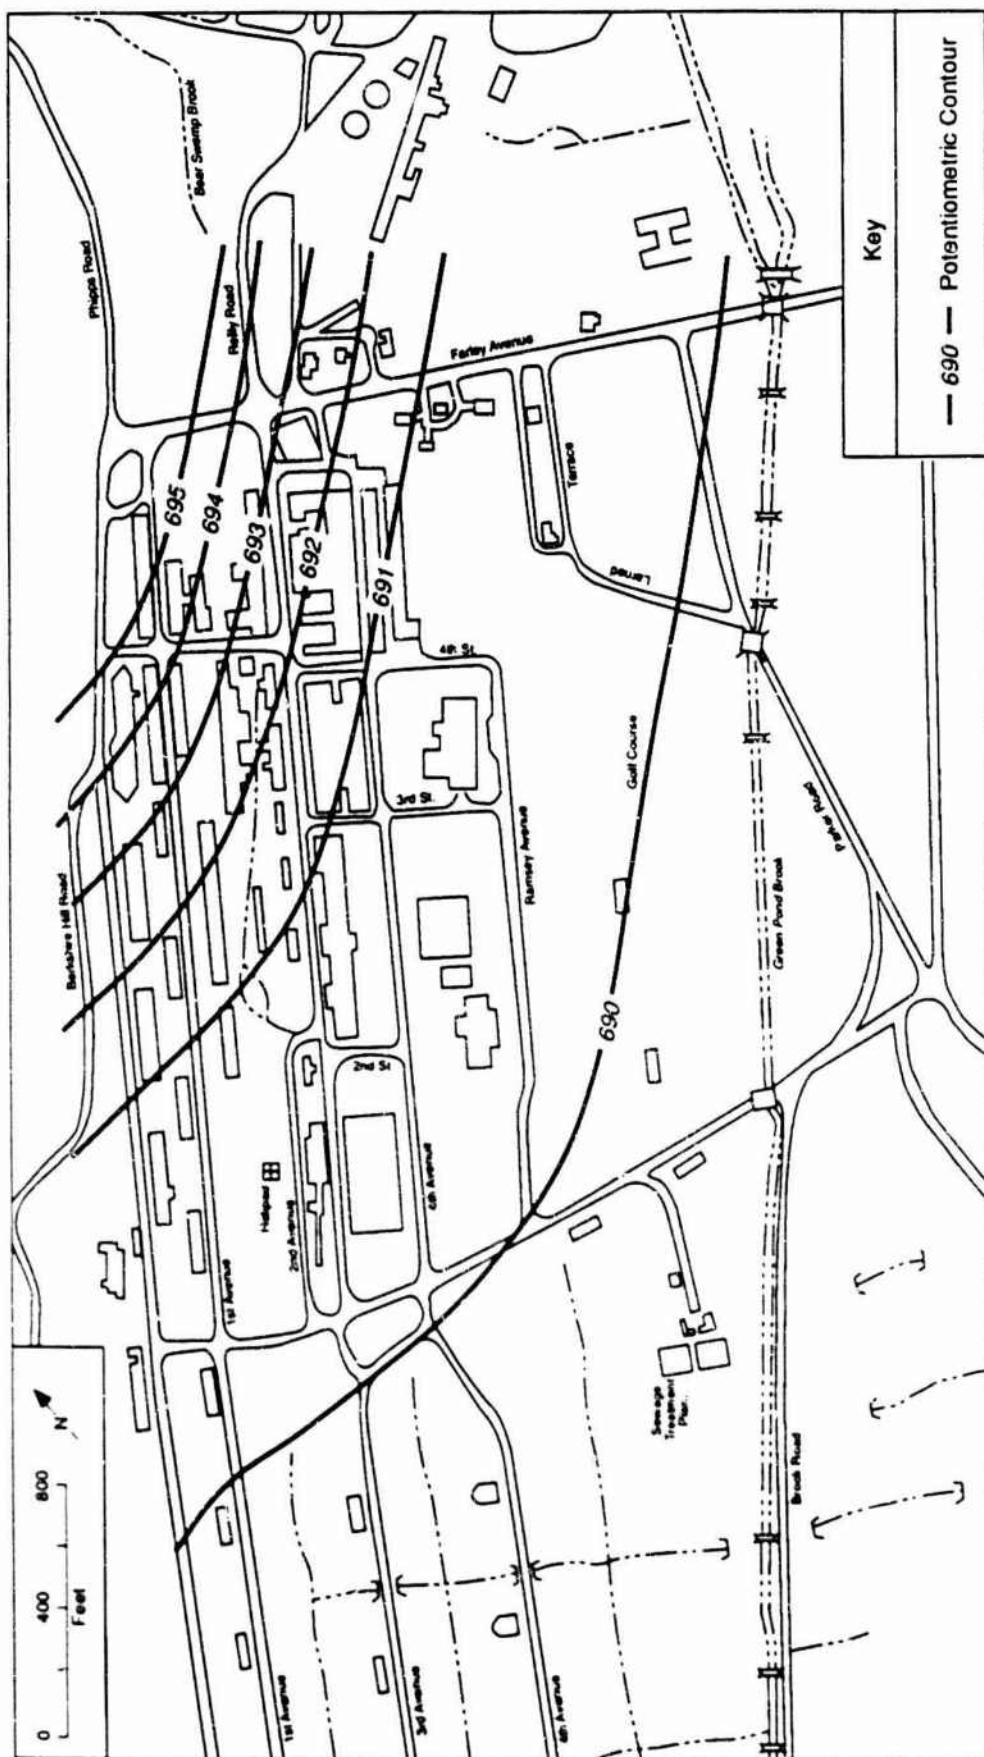 Phipps Road
Bear Swamp Brook
Reilly Road
695
694
693
692
691
Farley Avenue
Terrace
Larned
4th St.
Golf Course
3rd St.
Ramsey Avenue
Berkshire Hill Road
Parker Road
Green Pond Brook
690
2nd St
Helipad
2nd Avenue
4th Avenue
1st Avenue
Sewage
Treatment
Plan
Brook Road
1st Avenue
3rd Avenue
4th Avenue
N
0 400 800
Feet
Key
690 Potentiometric Contour